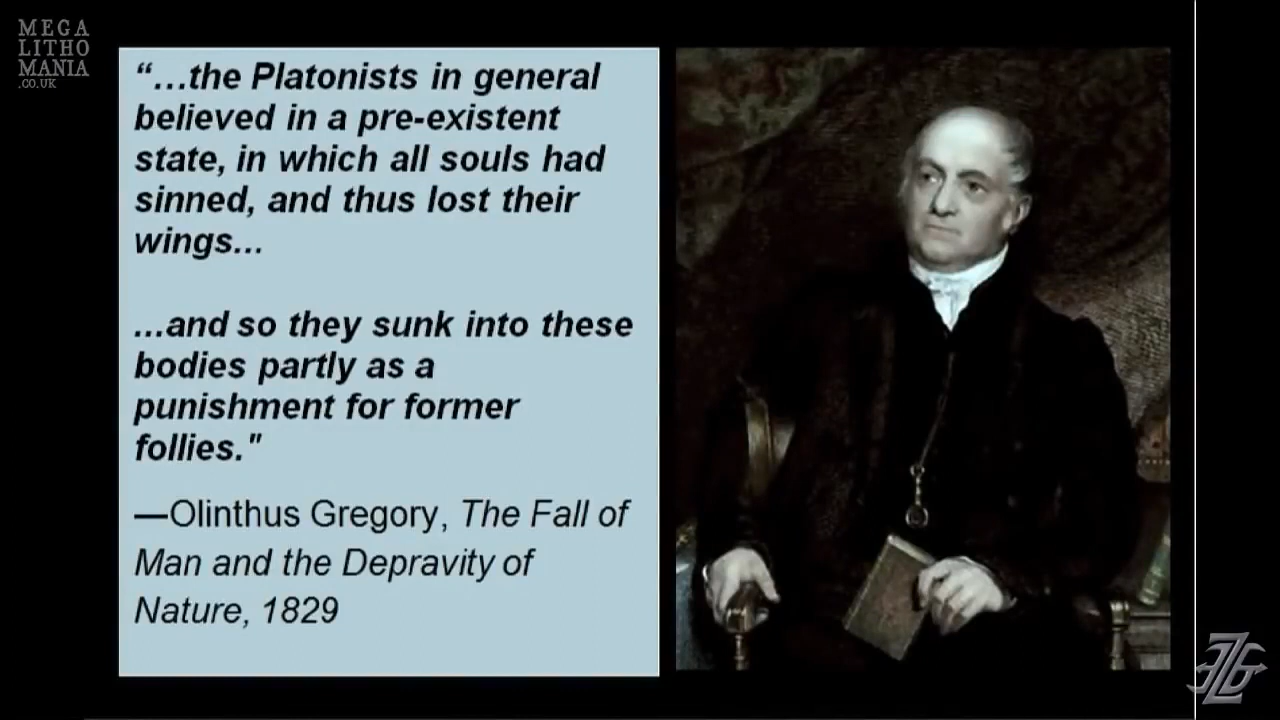 MEGA
LITHO
MANIA
.CO.UK
“...the Platonists in general
believed in a pre-existent
state, in which all souls had
sinned, and thus lost their
wings...
...and so they sunk into these
bodies partly as a
punishment for former
follies."
—Olinthus Gregory, The Fall of
Man and the Depravity of
Nature, 1829